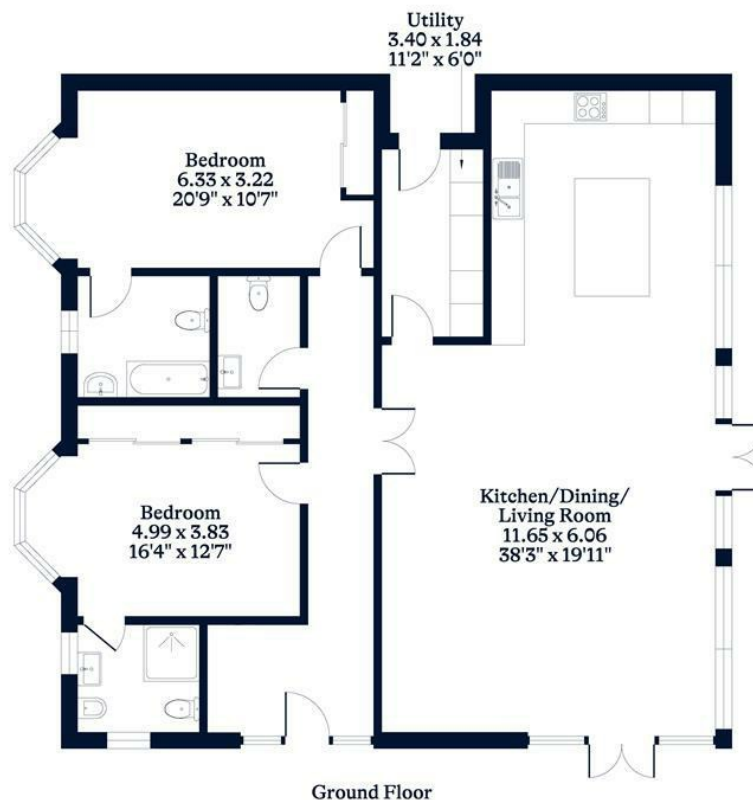 Utility
3.40 x 1.84
11'2" x 6'0"
Bedroom
6.33 x 3.22
20'9" x 10'7"
Bedroom
4.99 x 3.83
16'4" x 12'7"
Kitchen/Dining/
Living Room
11.65 x 6.06
38'3" x 19'11"
Ground Floor